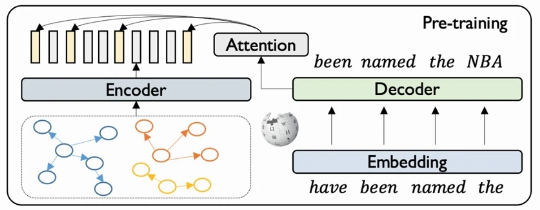 Pre-training
Attention
been named the NBA
Encoder
Decoder
Embedding
have been named the